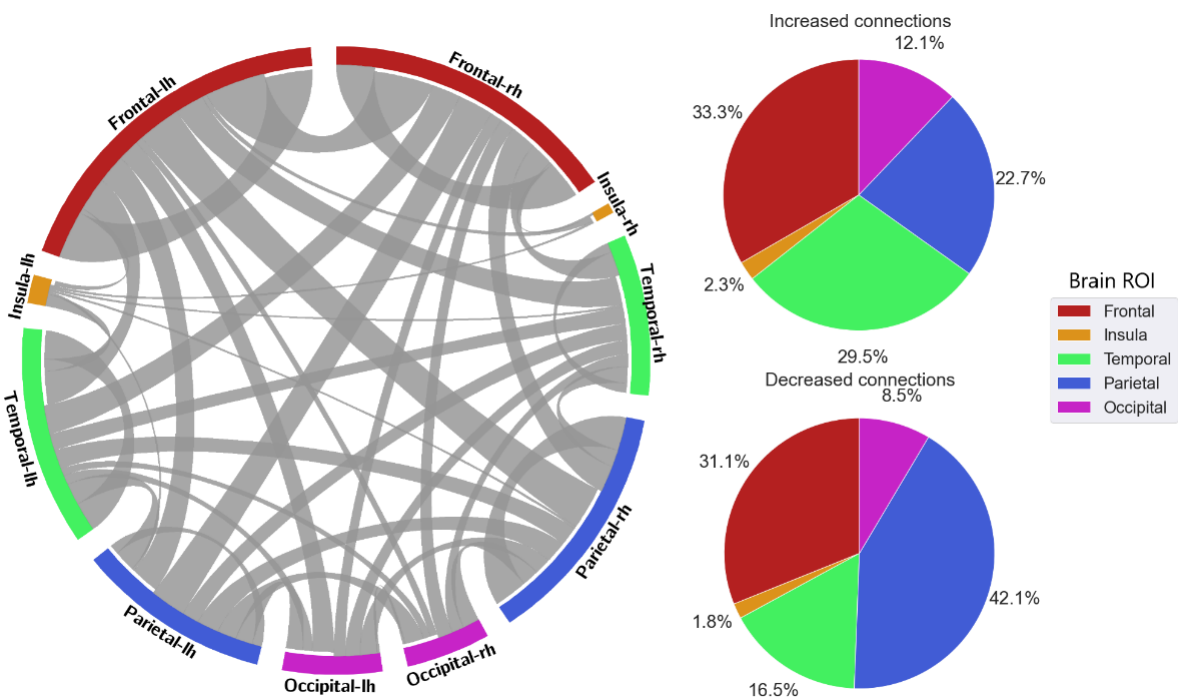 Frontal-lh
Frontal-rh
Insula-rh
Temporal-rh
Parietal-rh
Occipital-rh
Occipital-lh
Parietal-lh
Temporal-lh
Insula-lh
Increased connections
12.1%
33.3%
22.7%
2.3%
29.5%
Decreased connections
8.5%
31.1%
42.1%
1.8%
16.5%
Brain ROI
Frontal
Insula
Temporal
Parietal
Occipital